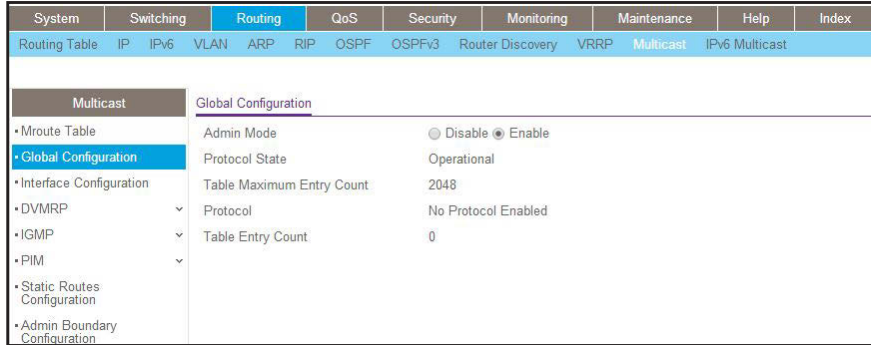 System Switching Routing QoS Security Monitoring Maintenance Help Index
Routing Table IP IPv6 VLAN ARP RIP OSPF OSPFv3 Router Discovery VRRP Multicast IPv6 Multicast
Multicast
• Mroute Table
• Global Configuration
• Interface Configuration
• DVMRP
• IGMP
• PIM
• Static Routes
Configuration
• Admin Boundary
Configuration
Global Configuration
Admin Mode Disable Enable
Protocol State Operational
Table Maximum Entry Count 2048
Protocol No Protocol Enabled
Table Entry Count 0